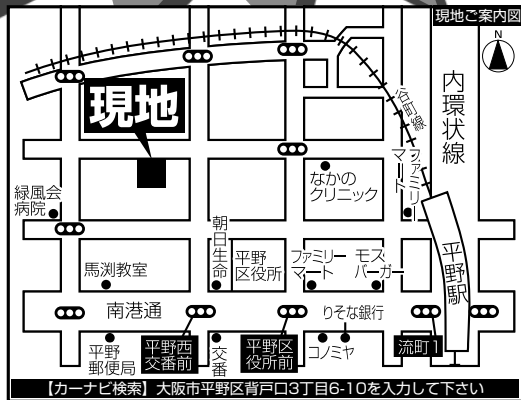 現地ご案内図
N
内環状線
谷町線
現地
ファミリー
マート
なかの
クリニック
緑風会
病院
朝日生命
平野
区役所
ファミリー
マート
モス
バーガー
平野駅
馬渕教室
南港通
りそな銀行
平野
郵便局
平野西
交番前
交番
平野区
役所前
コノミヤ
流町1
【カーナビ検索】大阪市平野区背戸口3丁目6-10を入力して下さい